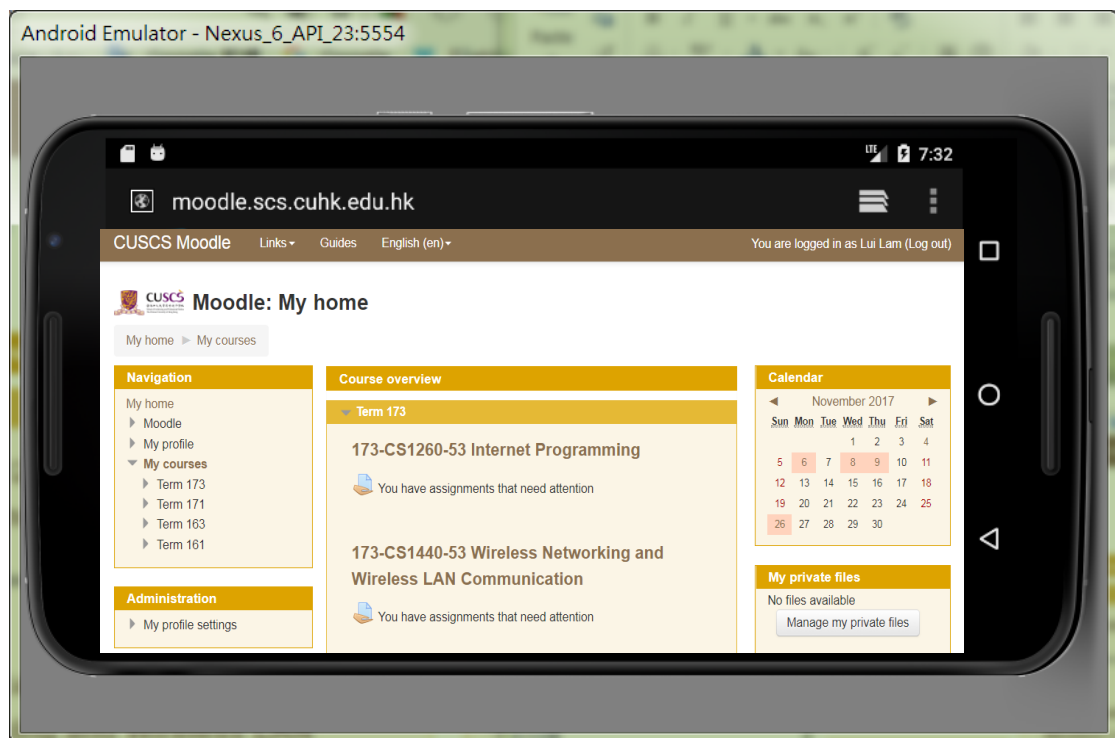 Android Emulator - Nexus_6_API_23:5554
LTE 7:32
moodle.scs.cuhk.edu.hk
CUSCS Moodle Links Guides English (en) You are logged in as Lui Lam (Log out)
CUSCS Moodle: My home
My home My courses
Navigation
My home
Moodle
My profile
My courses
Term 173
Term 171
Term 163
Term 161
Administration
My profile settings
Course overview
Term 173
173-CS1260-53 Internet Programming
You have assignments that need attention
173-CS1440-53 Wireless Networking and
Wireless LAN Communication
You have assignments that need attention
Calendar
November 2017
Sun Mon Tue Wed Thu Fri Sat
1 2 3 4
5 6 7 8 9 10 11
12 13 14 15 16 17 18
19 20 21 22 23 24 25
26 27 28 29 30
My private files
No files available
Manage my private files